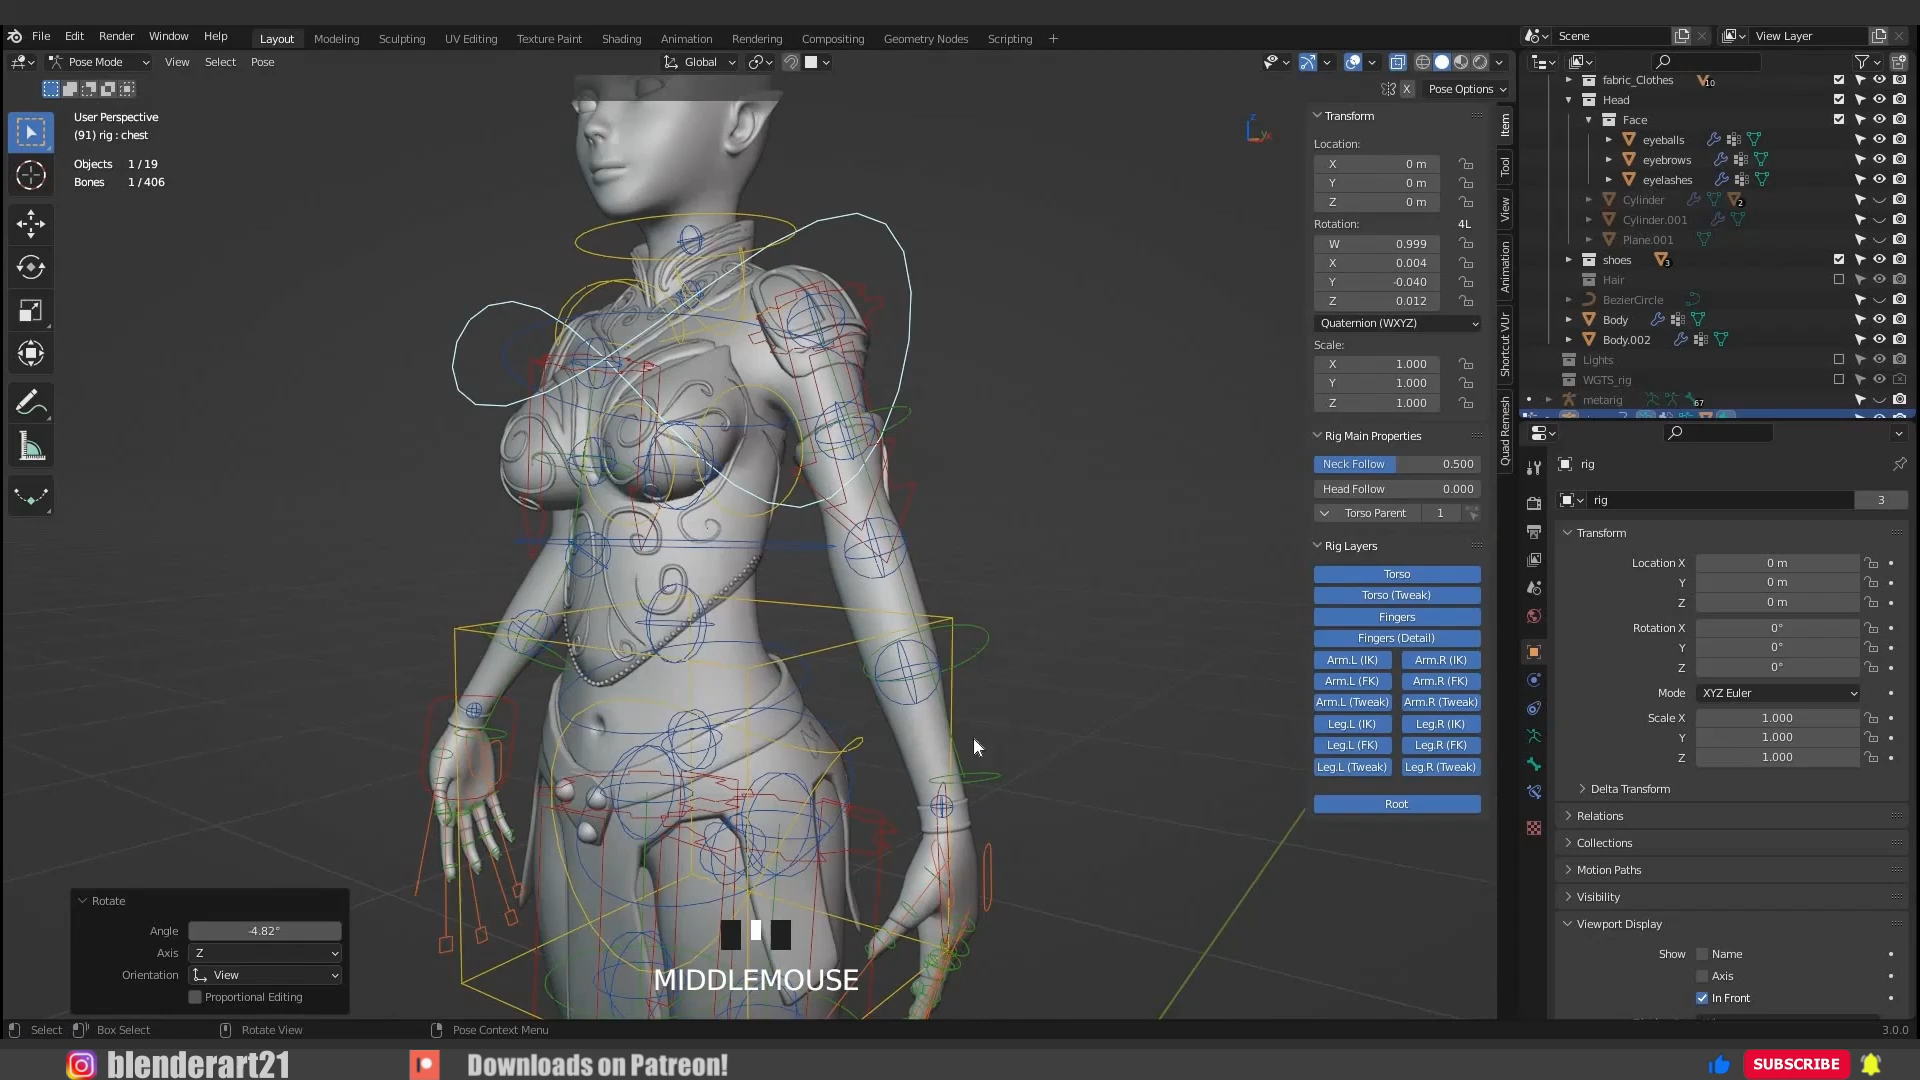 File Edit Render Window Help Layout Modeling Sculpting UV Editing Texture Paint Shading Animation Rendering Compositing Geometry Nodes Scripting + Scene View Layer
Pose Mode View Select Pose Global
X Pose Options
User Perspective
(91) rig : chest
Objects 1 / 19
Bones 1 / 406
Transform
Location:
X 0 m
Y 0 m
Z 0 m
Rotation: 4L
W 0.999
X 0.004
Y -0.040
Z 0.012
Quaternion (WXYZ)
Scale:
X 1.000
Y 1.000
Z 1.000
Rig Main Properties
Neck Follow 0.500
Head Follow 0.000
Torso Parent 1
Rig Layers
Torso
Torso (Tweak)
Fingers
Fingers (Detail)
Arm.L (IK) Arm.R (IK)
Arm.L (FK) Arm.R (FK)
Arm.L (Tweak) Arm.R (Tweak)
Leg.L (IK) Leg.R (IK)
Leg.L (FK) Leg.R (FK)
Leg.L (Tweak) Leg.R (Tweak)
Root
Item
Tool
View
Animation
Shortcut VUr
Quad Remesh
fabric_Clothes 10
Head
Face
eyeballs
eyebrows
eyelashes
Cylinder 2
Cylinder.001
Plane.001
shoes 3
Hair
BezierCircle
Body
Body.002
Lights
WGTS_rig
metarig 67
rig
rig 3
Transform
Location X 0 m
Y 0 m
Z 0 m
Rotation X 0°
Y 0°
Z 0°
Mode XYZ Euler
Scale X 1.000
Y 1.000
Z 1.000
Delta Transform
Relations
Collections
Motion Paths
Visibility
Viewport Display
Show Name
Axis
In Front
Rotate
Angle -4.82°
Axis Z
Orientation View
Proportional Editing
MIDDLEMOUSE
Select Box Select Rotate View Pose Context Menu 3.0.0
blenderart21 Downloads on Patreon! SUBSCRIBE